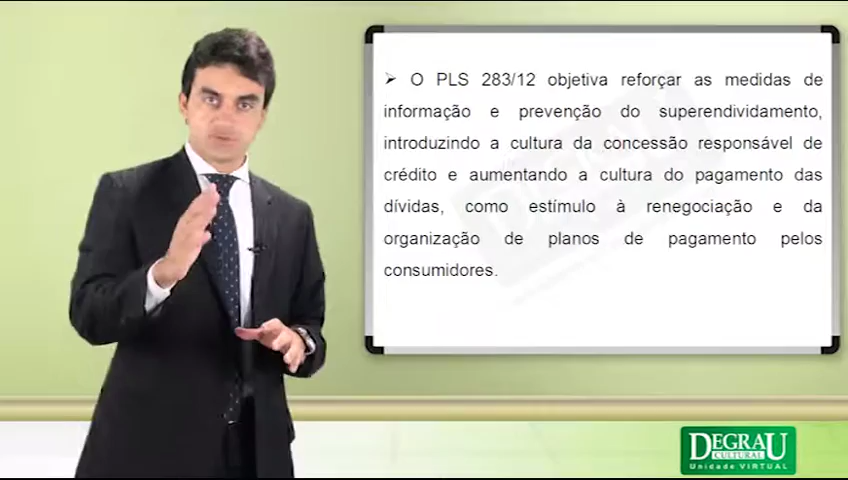 ➢ O PLS 283/12 objetiva reforçar as medidas de
informação e prevenção do superendividamento,
introduzindo a cultura da concessão responsável de
crédito e aumentando a cultura do pagamento das
dívidas, como estímulo à renegociação e da
organização de planos de pagamento pelos
consumidores.
DEGRAU
CULTURAL
Unidade VIRTUAL